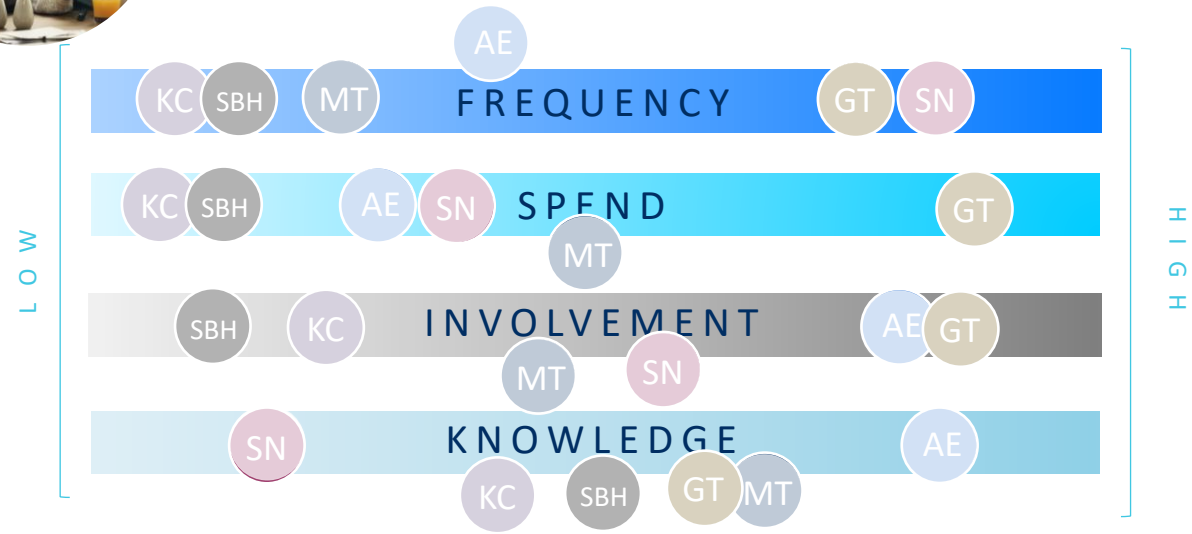 AE
KC SBH MT FREQUENCY GT SN
KC SBH AE SN SPEND GT
MT
LOW
HIGH
SBH KC INVOLVEMENT AE GT
MT SN
SN KNOWLEDGE AE
KC SBH GT MT